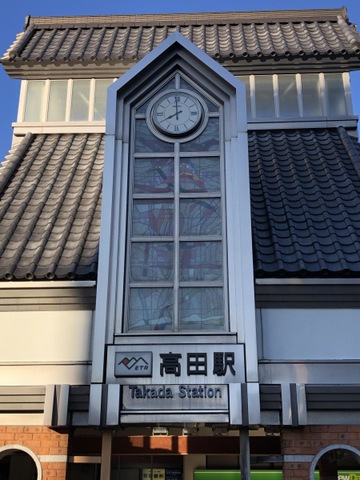 ETR 高田駅
Takada Station